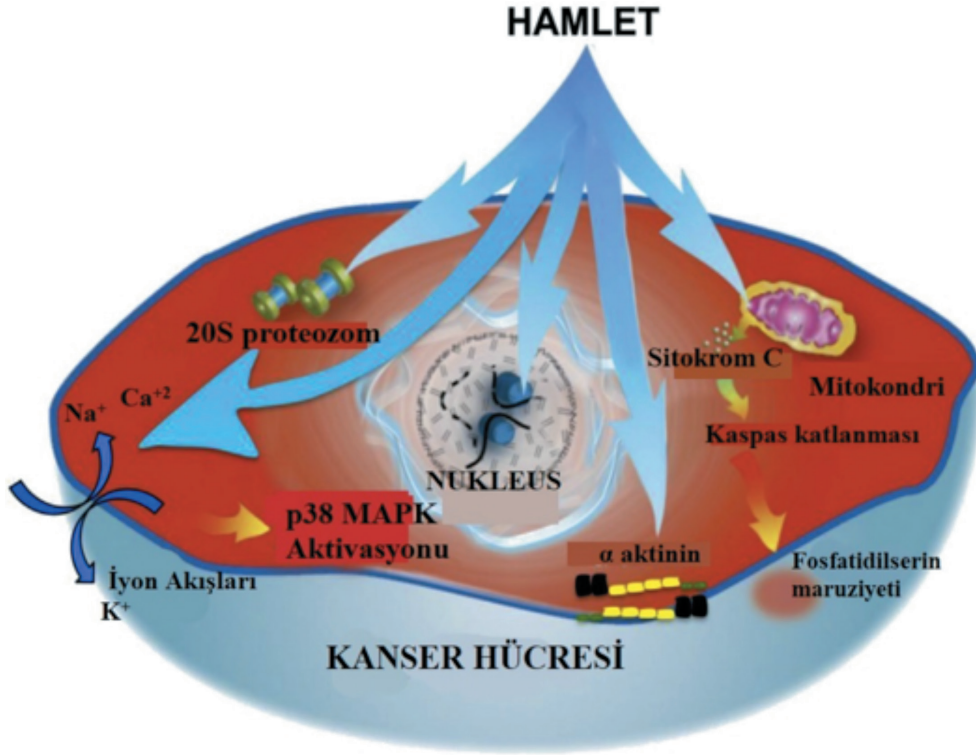 HAMLET
20S proteozom
Na⁺ Ca⁺²
Sitokrom C
Mitokondri
Kaspas katlanması
NUKLEUS
p38 MAPK
Aktivasyonu
α aktinin
Fosfatidilserin
maruziyeti
İyon Akışları
K⁺
KANSER HÜCRESİ